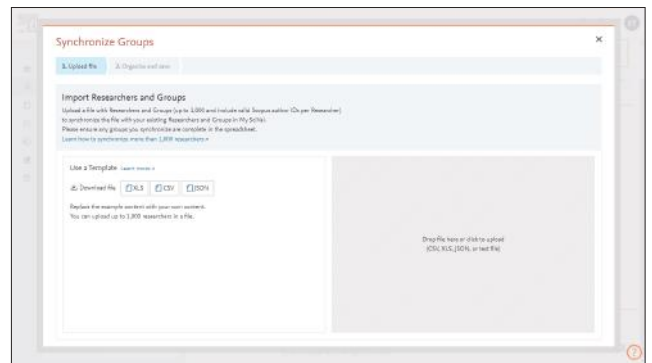 Synchronize Groups
1. Upload file 2. Organize and save
Import Researchers and Groups
Upload a file with Researchers and Groups (up to 1,000 and include valid Scopus author IDs per Researcher)
to synchronize the file with your existing Researchers and Groups in My SciVal.
Please ensure any groups you synchronize are complete in the spreadsheet.
Learn how to synchronize more than 1,000 researchers
Use a Template Learn more
Download file XLS CSV JSON
Replace the example content with your own content.
You can upload up to 1,000 researchers in a file.
Drop file here or click to upload
(CSV, XLS, JSON, or text file)
?